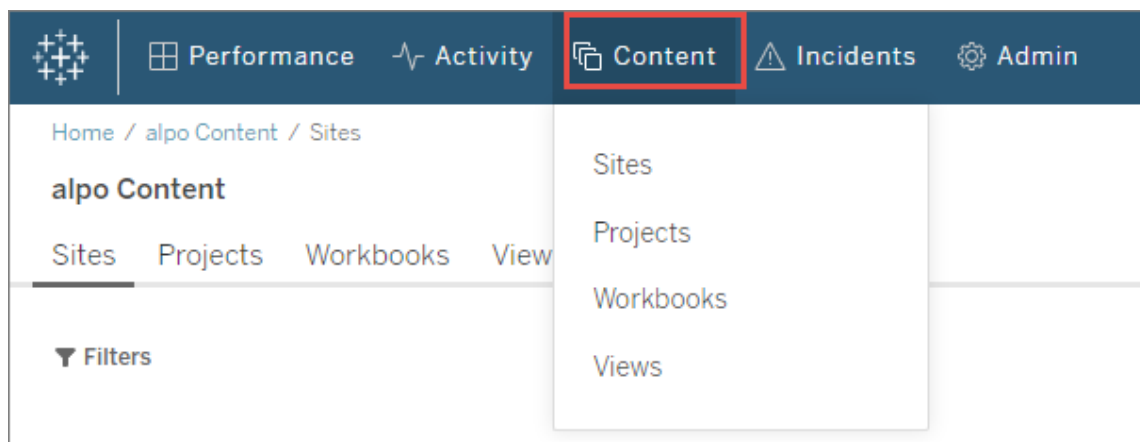 Performance Activity Content Incidents Admin
Home / alpo Content / Sites
alpo Content
Sites Projects Workbooks View
Filters
Sites
Projects
Workbooks
Views